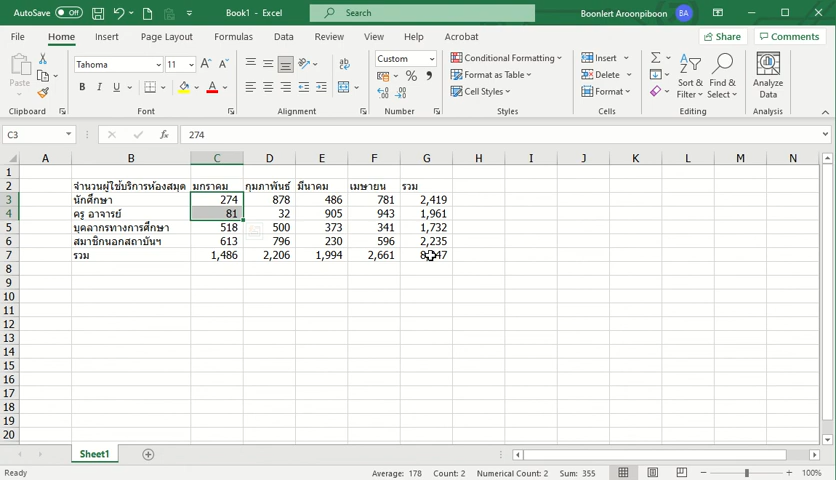 AutoSave Off Book1 - Excel Search Boonlert Aroonpiboon BA
File Home Insert Page Layout Formulas Data Review View Help Acrobat Share Comments
Tahoma 11 Custom Conditional Formatting Insert
Paste B I U A Format as Table Delete Sort & Find & Analyze
Cell Styles Format Filter Select Data
Clipboard Font Alignment Number Styles Cells Editing Analysis
C3 fx 274
A B C D E F G H I J K L M N
1
2 จำนวนผู้ใช้บริการห้องสมุด มกราคม กุมภาพันธ์ มีนาคม เมษายน รวม
3 นักศึกษา 274 878 486 781 2,419
4 ครู อาจารย์ 81 32 905 943 1,961
5 บุคลากรทางการศึกษา 518 500 373 341 1,732
6 สมาชิกนอกสถาบันฯ 613 796 230 596 2,235
7 รวม 1,486 2,206 1,994 2,661
8
9
10
11
12
13
14
15
16
17
18
19
20
Sheet1
Ready Average: 178 Count: 2 Numerical Count: 2 Sum: 355 100%